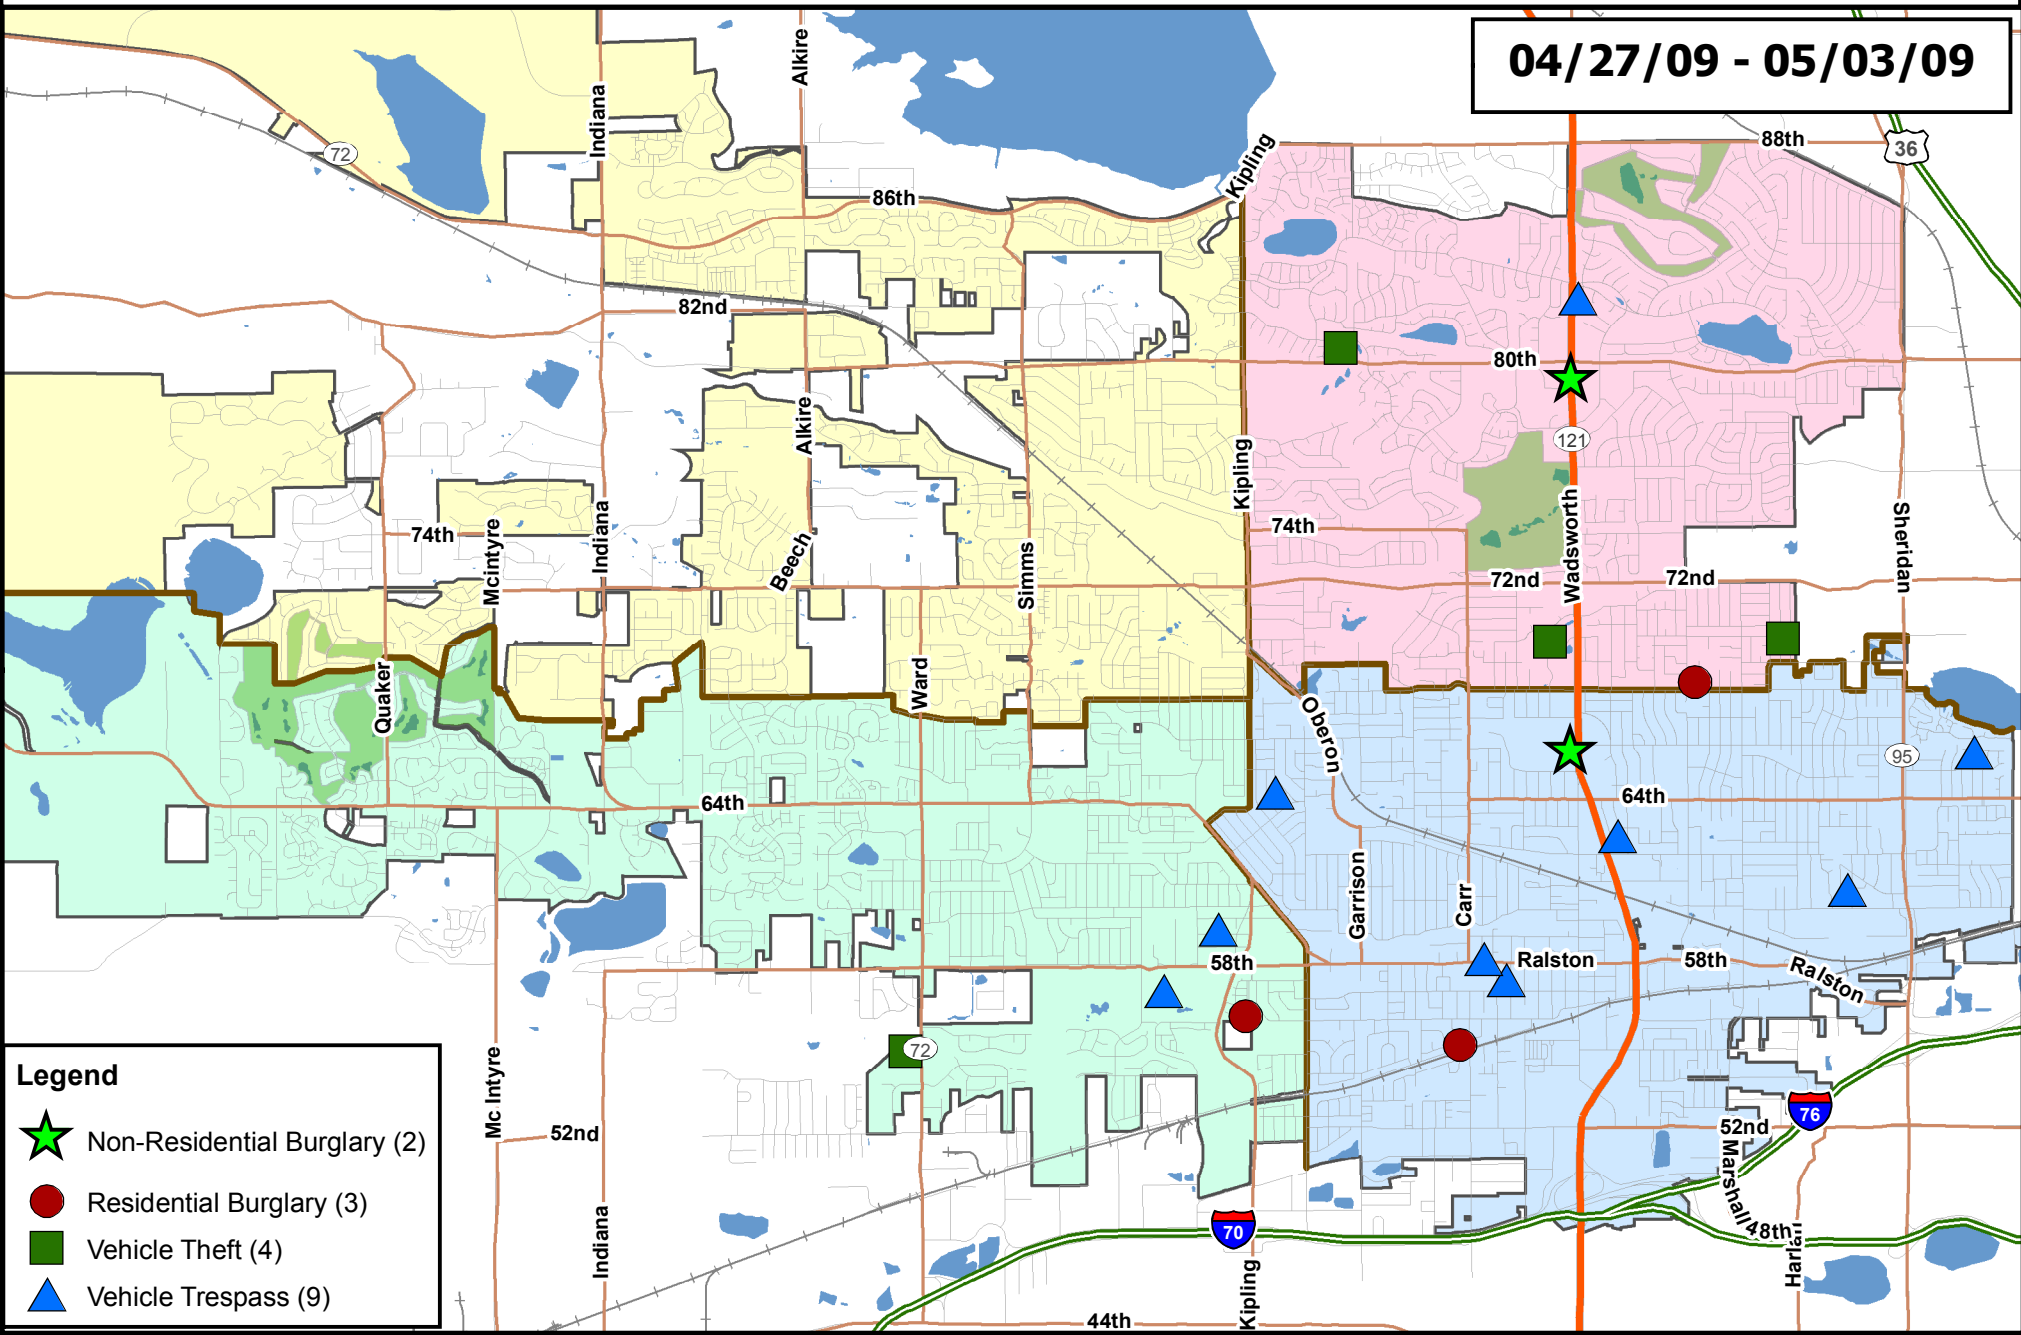 04/27/09 - 05/03/09
Alkire
Indiana
72
88th
36
Kipling
86th
82nd
80th
Alkire
121
Kipling
Wadsworth
74th
74th
Mcintyre
Indiana
Beech
Simms
Sheridan
72nd
72nd
Quaker
Ward
Oberon
95
64th
64th
Garrison
Carr
58th
Ralston
58th
Ralston
72
Mc Intyre
52nd
Indiana
76
52nd
Marshall
48th
Harlan
70
Kipling
44th
Legend
Non-Residential Burglary (2)
Residential Burglary (3)
Vehicle Theft (4)
Vehicle Trespass (9)